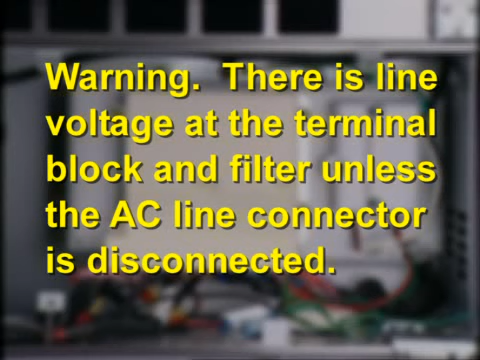 Warning.  There is line
voltage at the terminal
block and filter unless
the AC line connector
is disconnected.